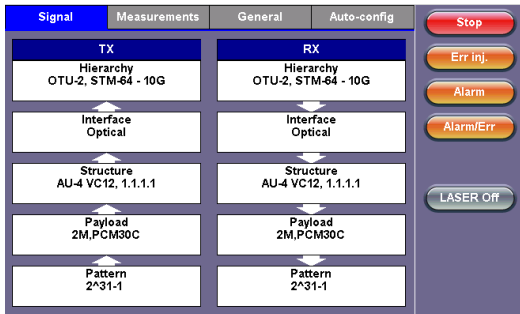 Signal Measurements General Auto-config
TX
Hierarchy
OTU-2, STM-64 - 10G
Interface
Optical
Structure
AU-4 VC12, 1.1.1.1
Payload
2M,PCM30C
Pattern
2^31-1
RX
Hierarchy
OTU-2, STM-64 - 10G
Interface
Optical
Structure
AU-4 VC12, 1.1.1.1
Payload
2M,PCM30C
Pattern
2^31-1
Stop
Err inj.
Alarm
Alarm/Err
LASER Off